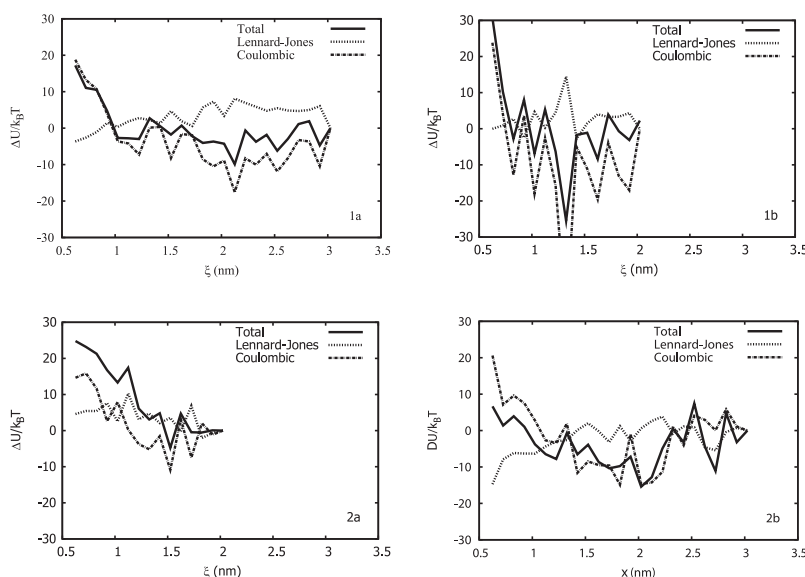 Total
Lennard-Jones
Coulombic
30
20
10
0
-10
-20
-30
ΔU/kBT
0.5 1 1.5 2 2.5 3 3.5
ξ (nm)
1a
Total
Lennard-Jones
Coulombic
30
20
10
0
-10
-20
-30
ΔU/kBT
0.5 1 1.5 2 2.5 3 3.5
ξ (nm)
1b
Total
Lennard-Jones
Coulombic
30
20
10
0
-10
-20
-30
ΔU/kBT
0.5 1 1.5 2 2.5 3 3.5
ξ (nm)
2a
Total
Lennard-Jones
Coulombic
30
20
10
0
-10
-20
-30
DU/kBT
0.5 1 1.5 2 2.5 3 3.5
x (nm)
2b